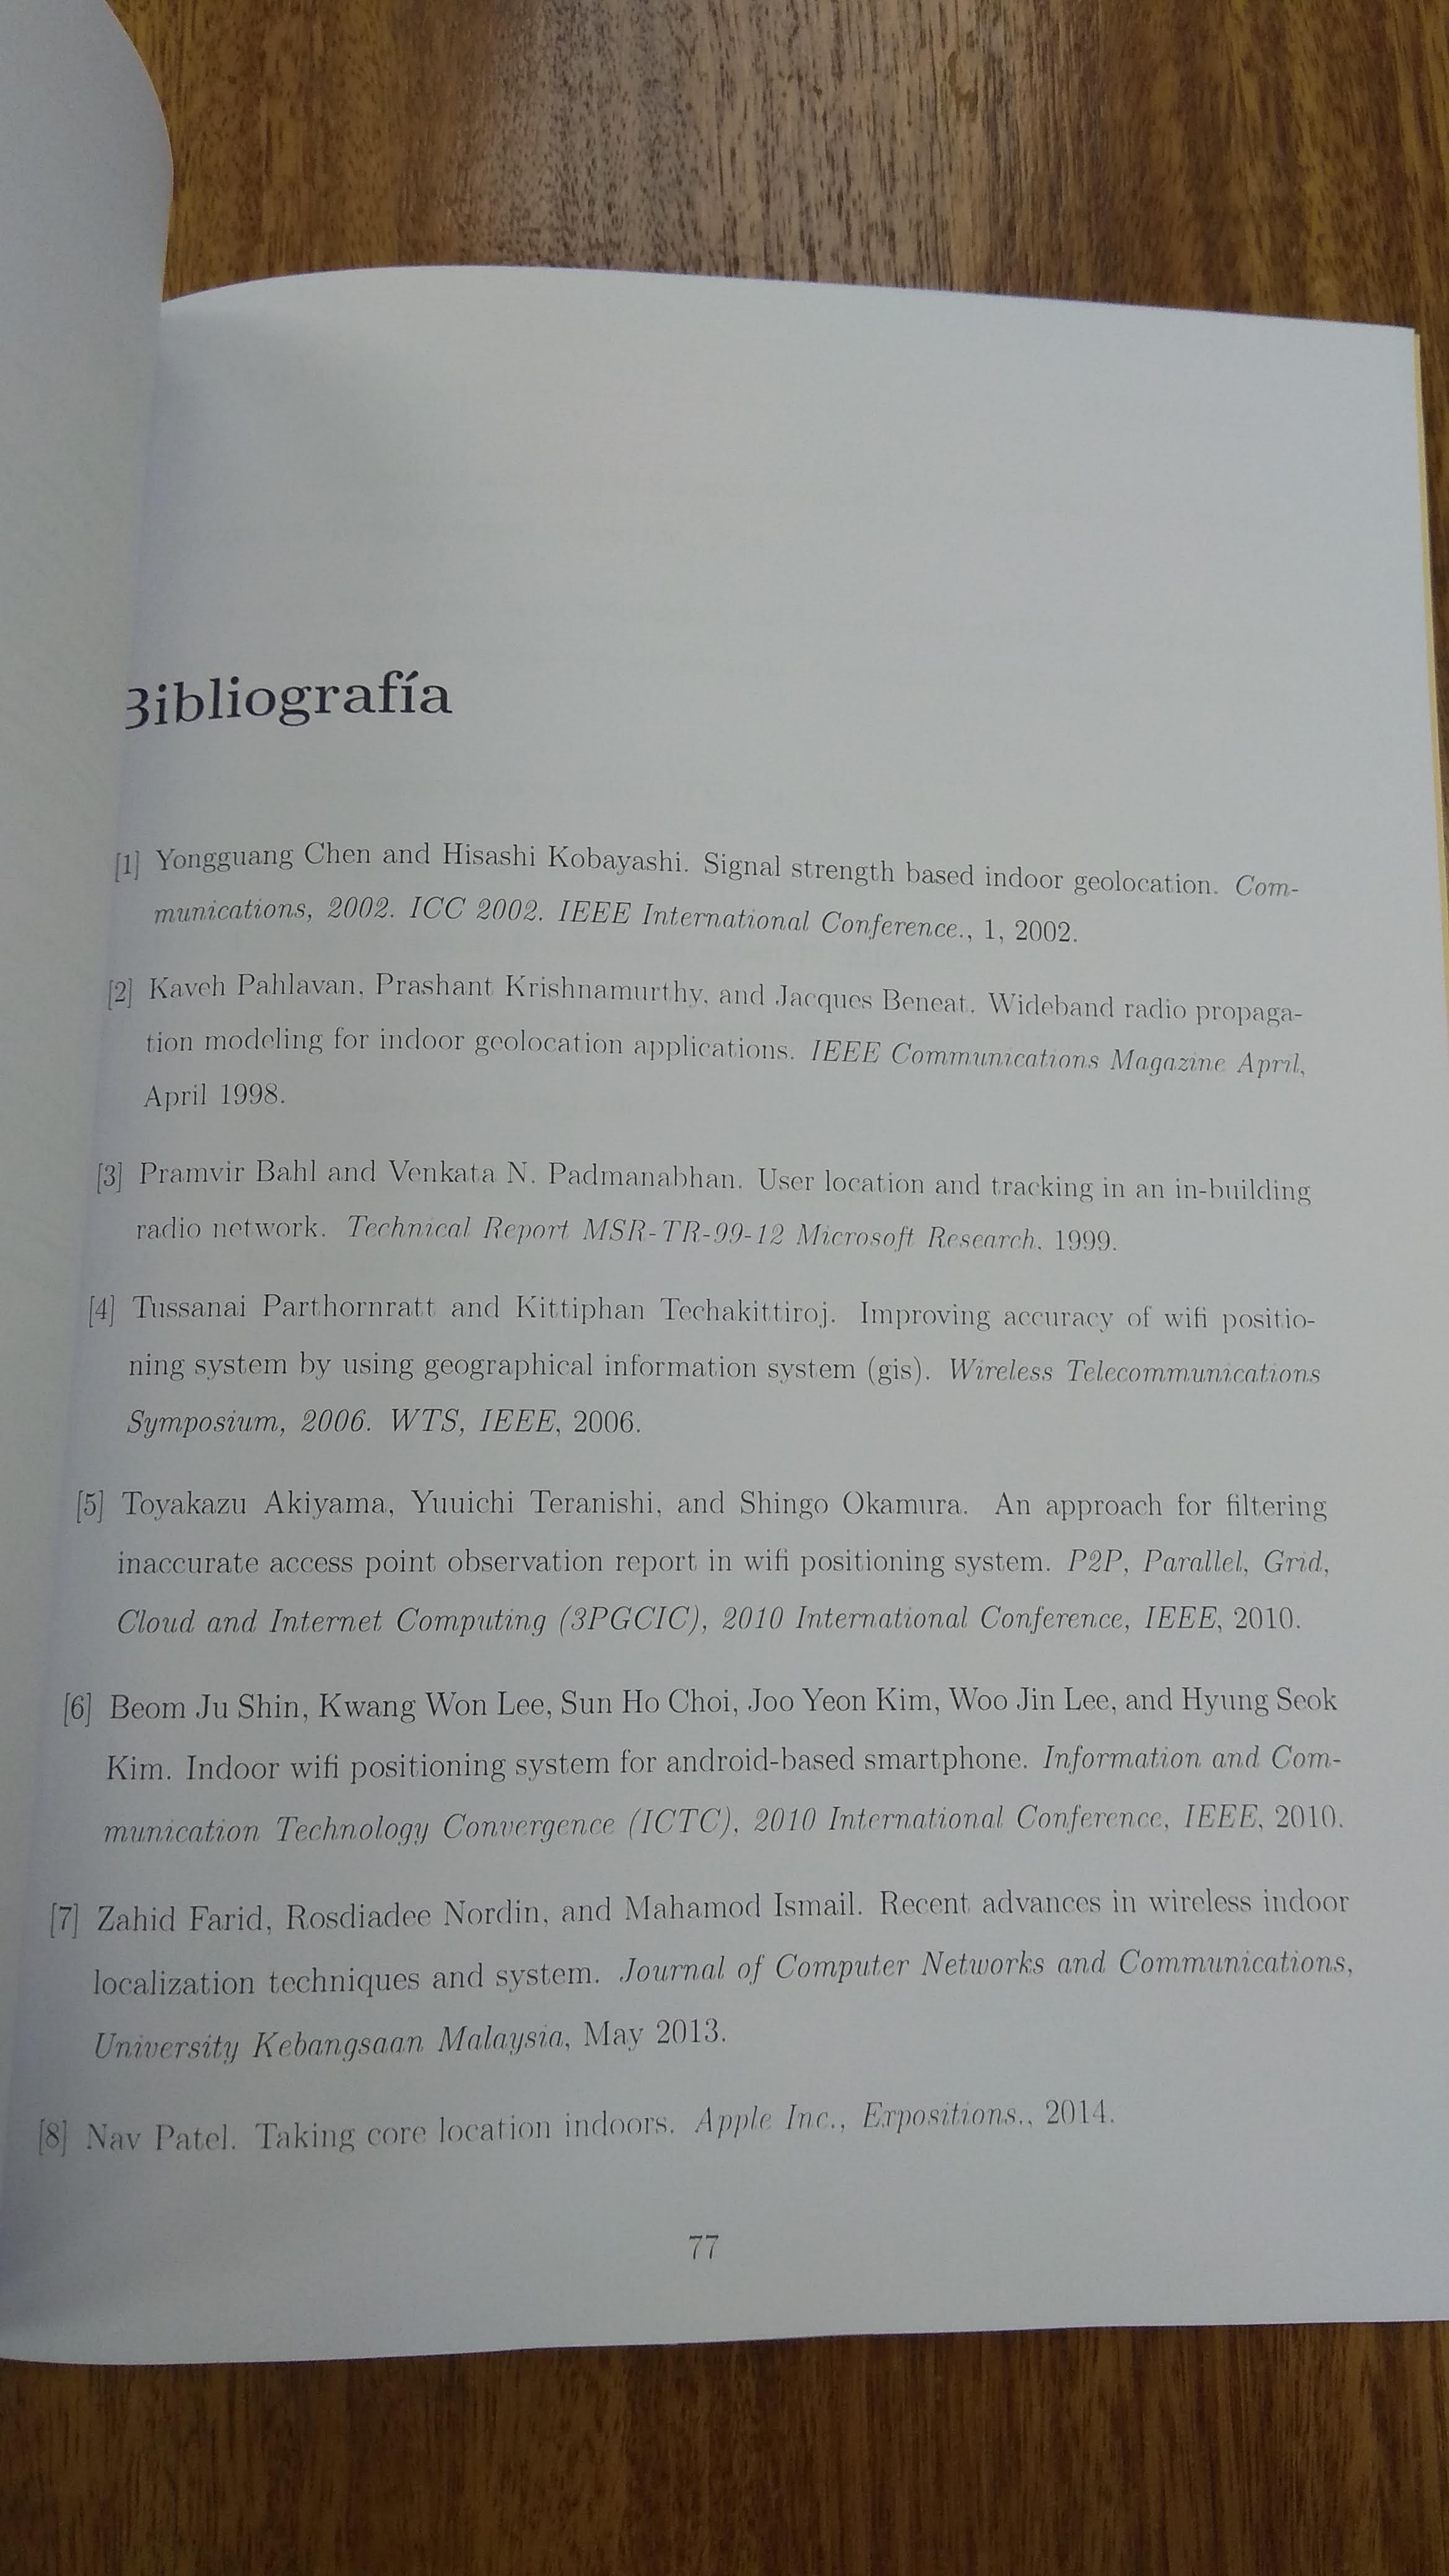 Bibliografía
[1] Yongguang Chen and Hisashi Kobayashi. Signal strength based indoor geolocation. Com-
munications, 2002. ICC 2002. IEEE International Conference., 1, 2002.
[2] Kaveh Pahlavan, Prashant Krishnamurthy, and Jacques Beneat. Wideband radio propaga-
tion modeling for indoor geolocation applications. IEEE Communications Magazine April,
April 1998.
[3] Pramvir Bahl and Venkata N. Padmanabhan. User location and tracking in an in-building
radio network. Technical Report MSR-TR-99-12 Microsoft Research, 1999.
[4] Tussanai Parthornratt and Kittiphan Techakittiroj. Improving accuracy of wifi positio-
ning system by using geographical information system (gis). Wireless Telecommunications
Symposium, 2006. WTS, IEEE, 2006.
[5] Toyakazu Akiyama, Yuuichi Teranishi, and Shingo Okamura. An approach for filtering
inaccurate access point observation report in wifi positioning system. P2P, Parallel, Grid,
Cloud and Internet Computing (3PGCIC), 2010 International Conference, IEEE, 2010.
[6] Beom Ju Shin, Kwang Won Lee, Sun Ho Choi, Joo Yeon Kim, Woo Jin Lee, and Hyung Seok
Kim. Indoor wifi positioning system for android-based smartphone. Information and Com-
munication Technology Convergence (ICTC), 2010 International Conference, IEEE, 2010.
[7] Zahid Farid, Rosdiadee Nordin, and Mahamod Ismail. Recent advances in wireless indoor
localization techniques and system. Journal of Computer Networks and Communications,
University Kebangsaan Malaysia, May 2013.
[8] Nav Patel. Taking core location indoors. Apple Inc., Expositions., 2014.
77